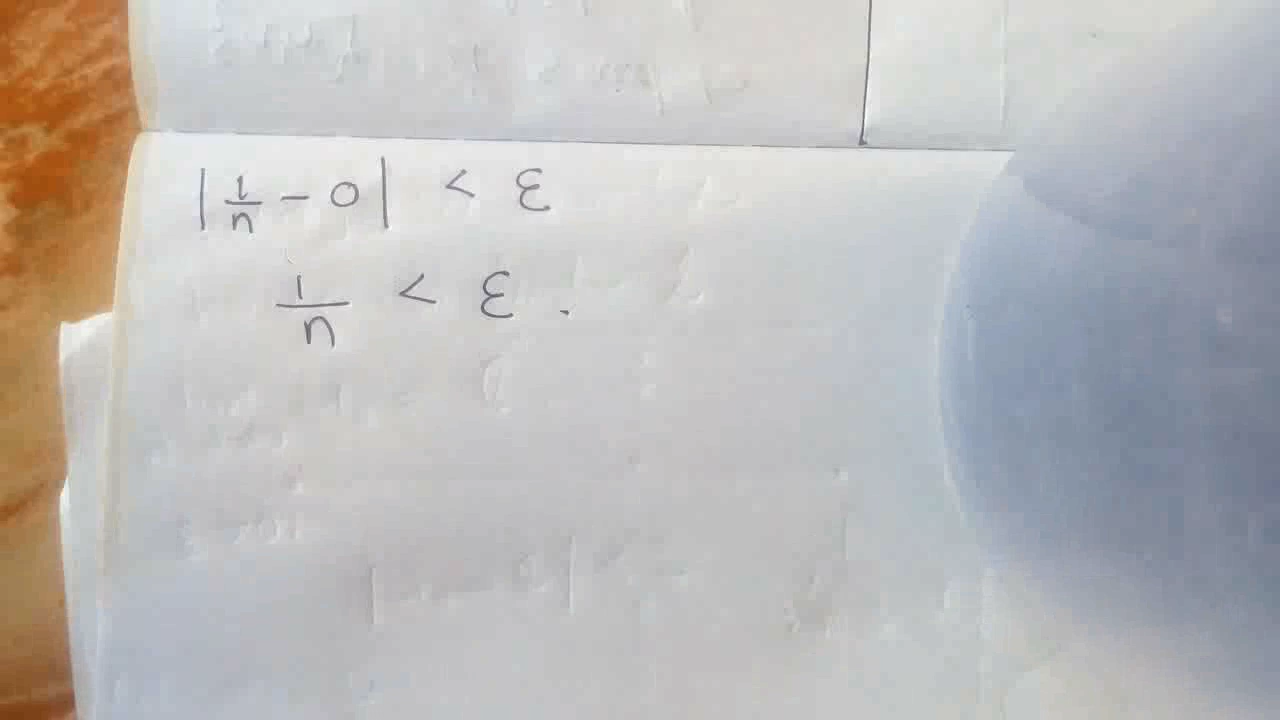 |1/n - 0| < ε
1/n < ε .